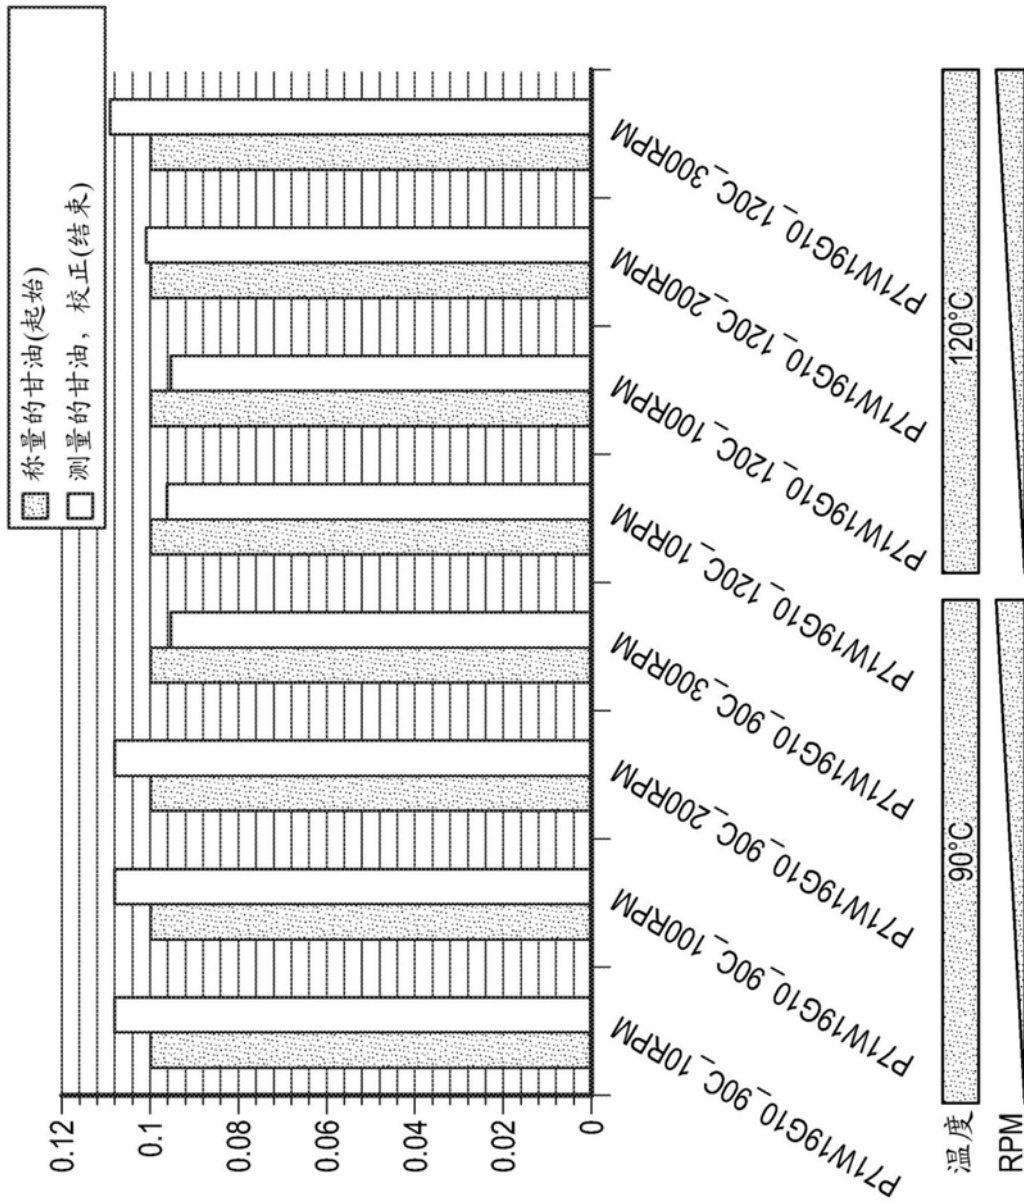 称量的甘油(起始)
测量的甘油，校正(结束)
0.12
0.1
0.08
0.06
0.04
0.02
0
P71W19G10_90C_10RPM
P71W19G10_90C_100RPM
P71W19G10_90C_200RPM
P71W19G10_90C_300RPM
P71W19G10_120C_10RPM
P71W19G10_120C_100RPM
P71W19G10_120C_200RPM
P71W19G10_120C_300RPM
温度
90°C
120°C
RPM